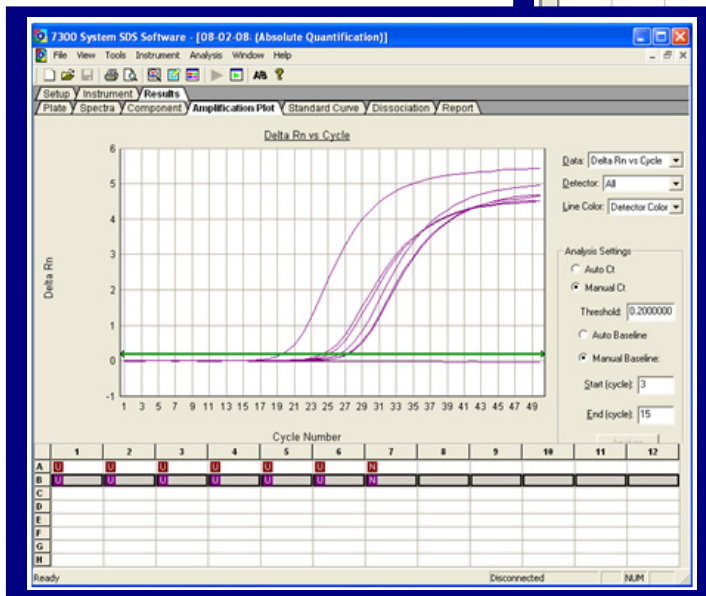 7300 System SDS Software - [08-02-08: (Absolute Quantification)]
File View Tools Instrument Analysis Window Help
Setup Instrument Results
Plate Spectra Component Amplification Plot Standard Curve Dissociation Report
Delta Rn vs Cycle
Data: Delta Rn vs Cycle
Detector: All
Line Color: Detector Color
6
5
4
3
2
1
0
-1
Delta Rn
1 3 5 7 9 11 13 15 17 19 21 23 25 27 29 31 33 35 37 39 41 43 45 47 49
Cycle Number
Analysis Settings
Auto Ct
Manual Ct
Threshold: 0.2000000
Auto Baseline
Manual Baseline:
Start (cycle): 3
End (cycle): 15
1 2 3 4 5 6 7 8 9 10 11 12
A U U U U U U N
B U U U U U U N
C
D
E
F
G
H
Ready Disconnected NUM